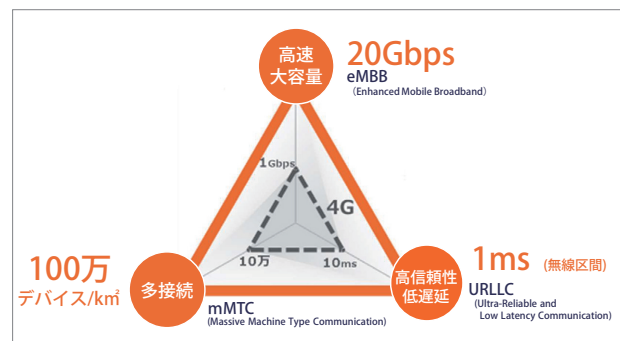 高速
大容量
20Gbps
eMBB
(Enhanced Mobile Broadband)
1Gbps
4G
10万
10ms
100万
デバイス/k㎡
多接続
mMTC
(Massive Machine Type Communication)
高信頼性
低遅延
1ms (無線区間)
URLLC
(Ultra-Reliable and
Low Latency Communication)